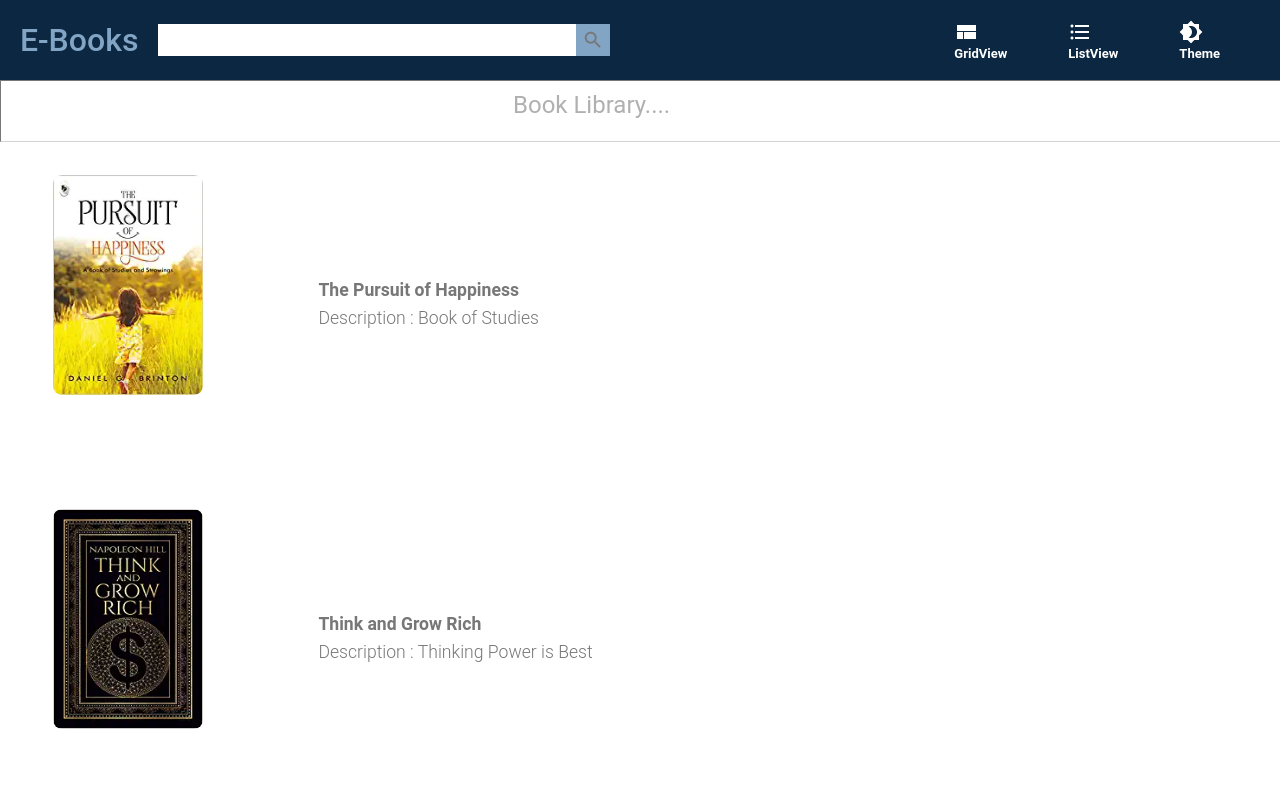 E-Books
GridView
ListView
Theme
Book Library....
THE
PURSUIT
OF
HAPPINESS
A Book of Studies and Strowings
DANIEL G. BRINTON
The Pursuit of Happiness
Description : Book of Studies
NAPOLEON HILL
THINK
AND
GROW
RICH
$
Think and Grow Rich
Description : Thinking Power is Best